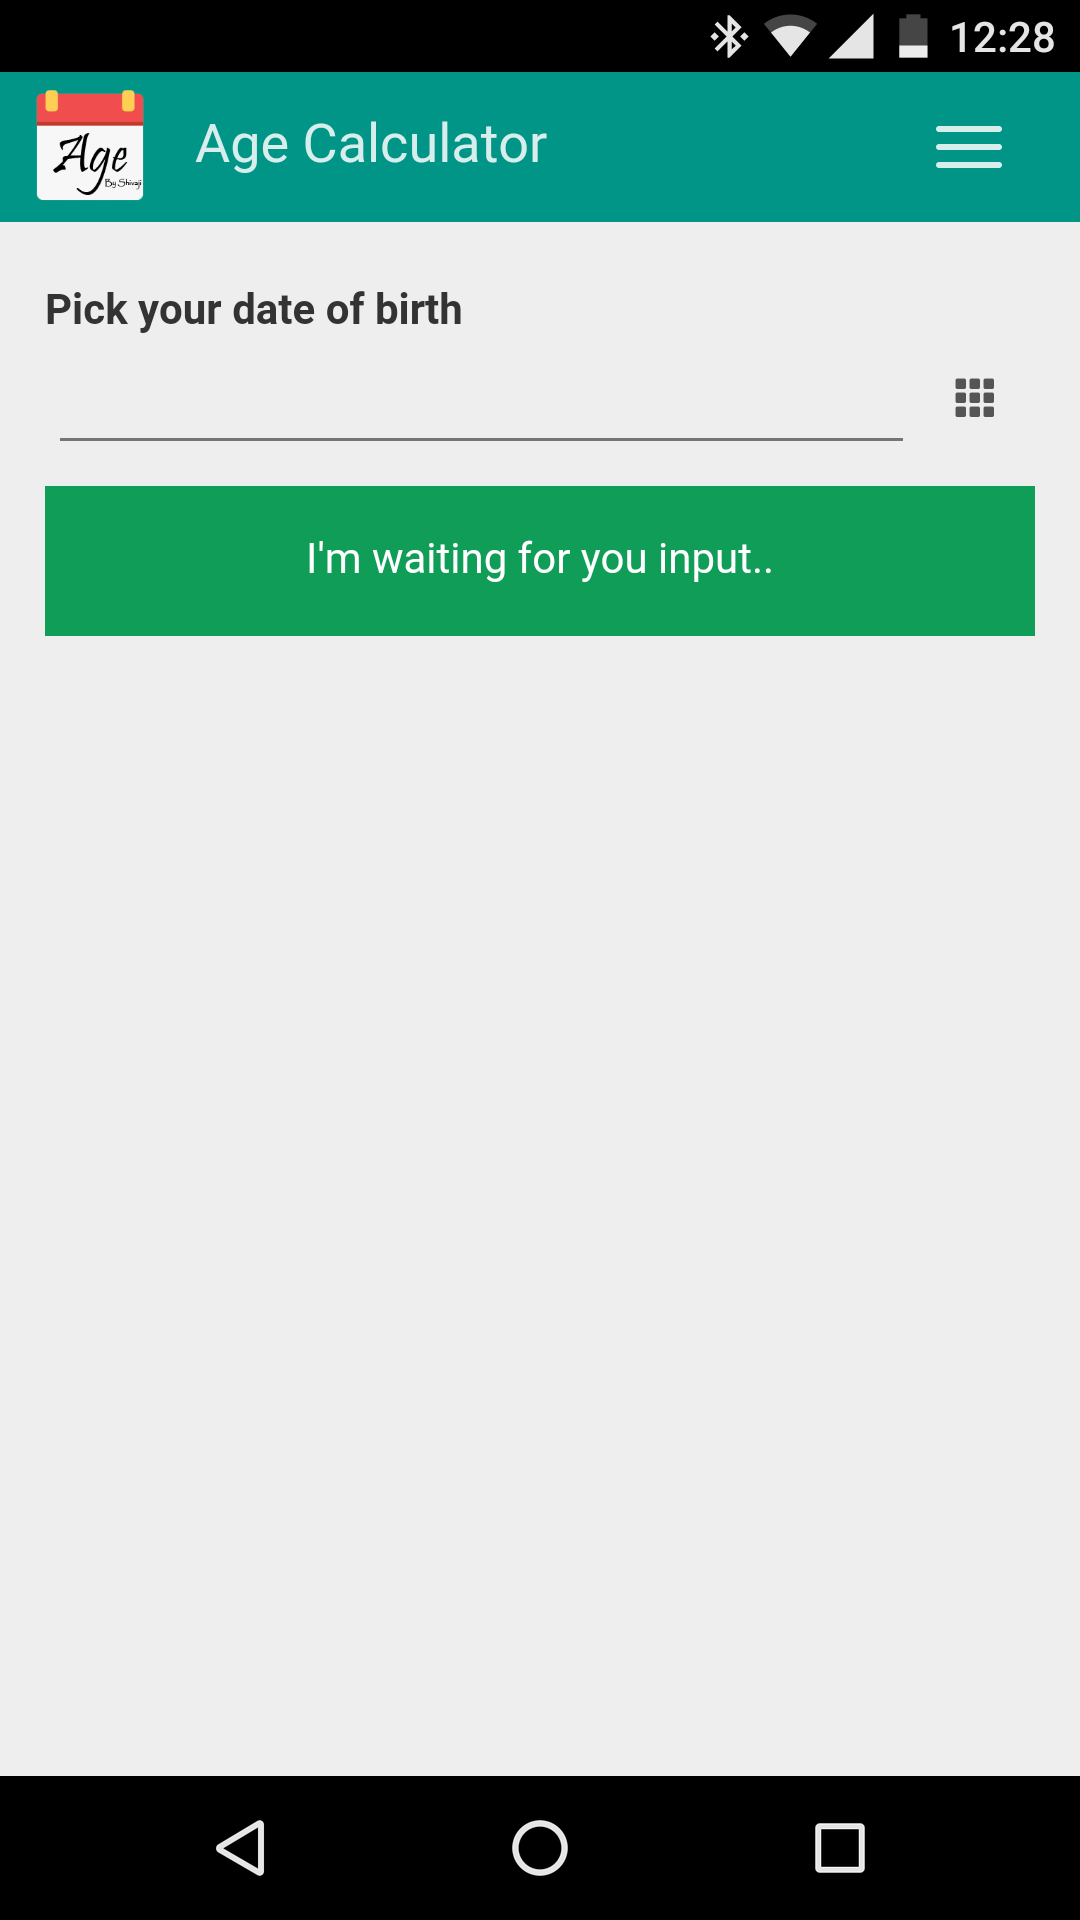 12:28
Age
By Shivaji
Age Calculator
Pick your date of birth
I'm waiting for you input..